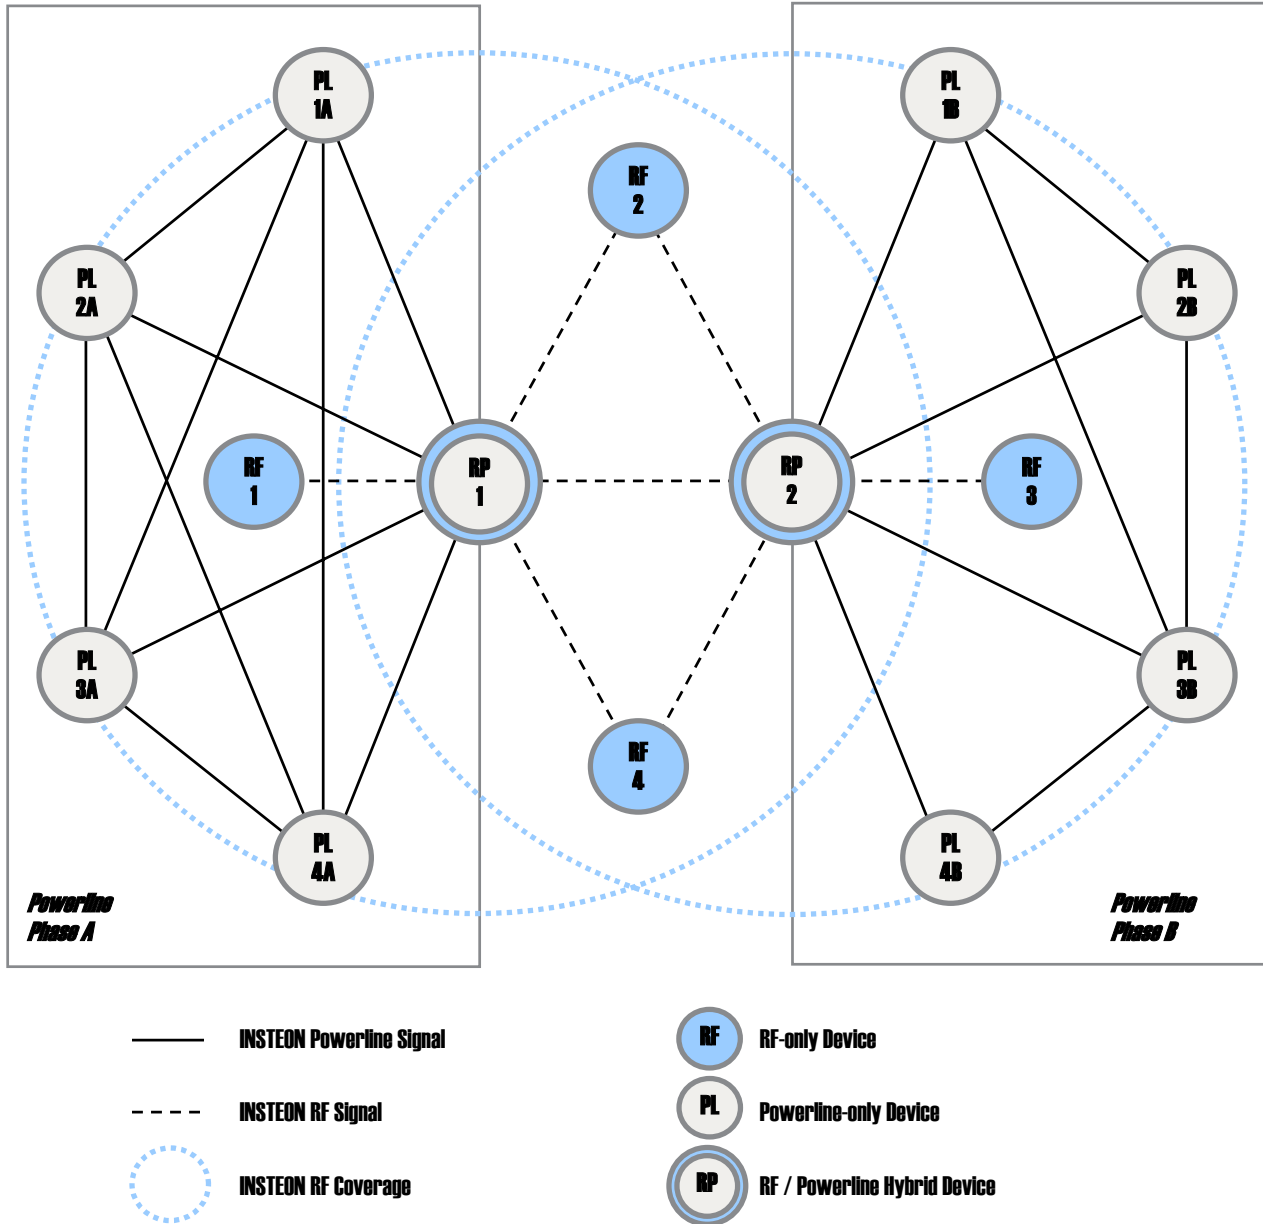 PL
1A
PL
1B
RF
2
PL
2A
PL
2B
RF
1
RP
1
RP
2
RF
3
PL
3A
PL
3B
RF
4
PL
4A
PL
4B
Powerline
Phase A
Powerline
Phase B
INSTEON Powerline Signal
RF
RF-only Device
INSTEON RF Signal
PL
Powerline-only Device
INSTEON RF Coverage
RP
RF / Powerline Hybrid Device